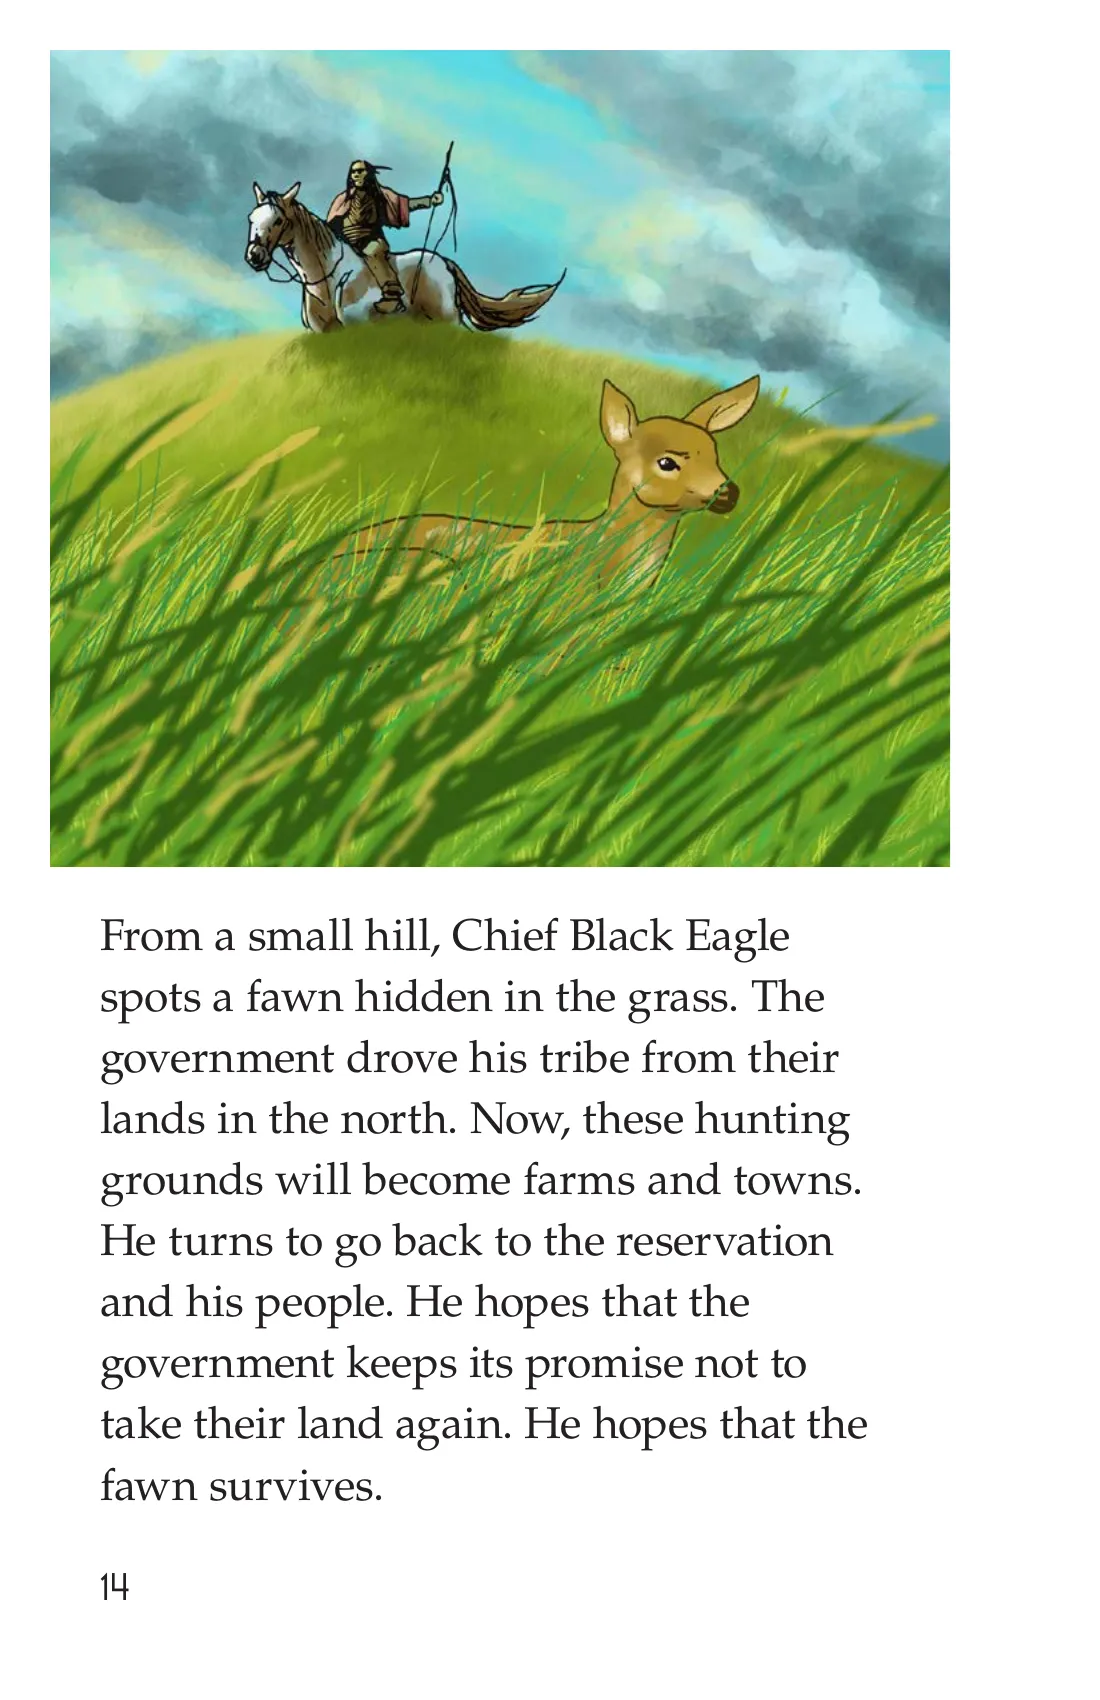 From a small hill, Chief Black Eagle
spots a fawn hidden in the grass. The
government drove his tribe from their
lands in the north. Now, these hunting
grounds will become farms and towns.
He turns to go back to the reservation
and his people. He hopes that the
government keeps its promise not to
take their land again. He hopes that the
fawn survives.
14